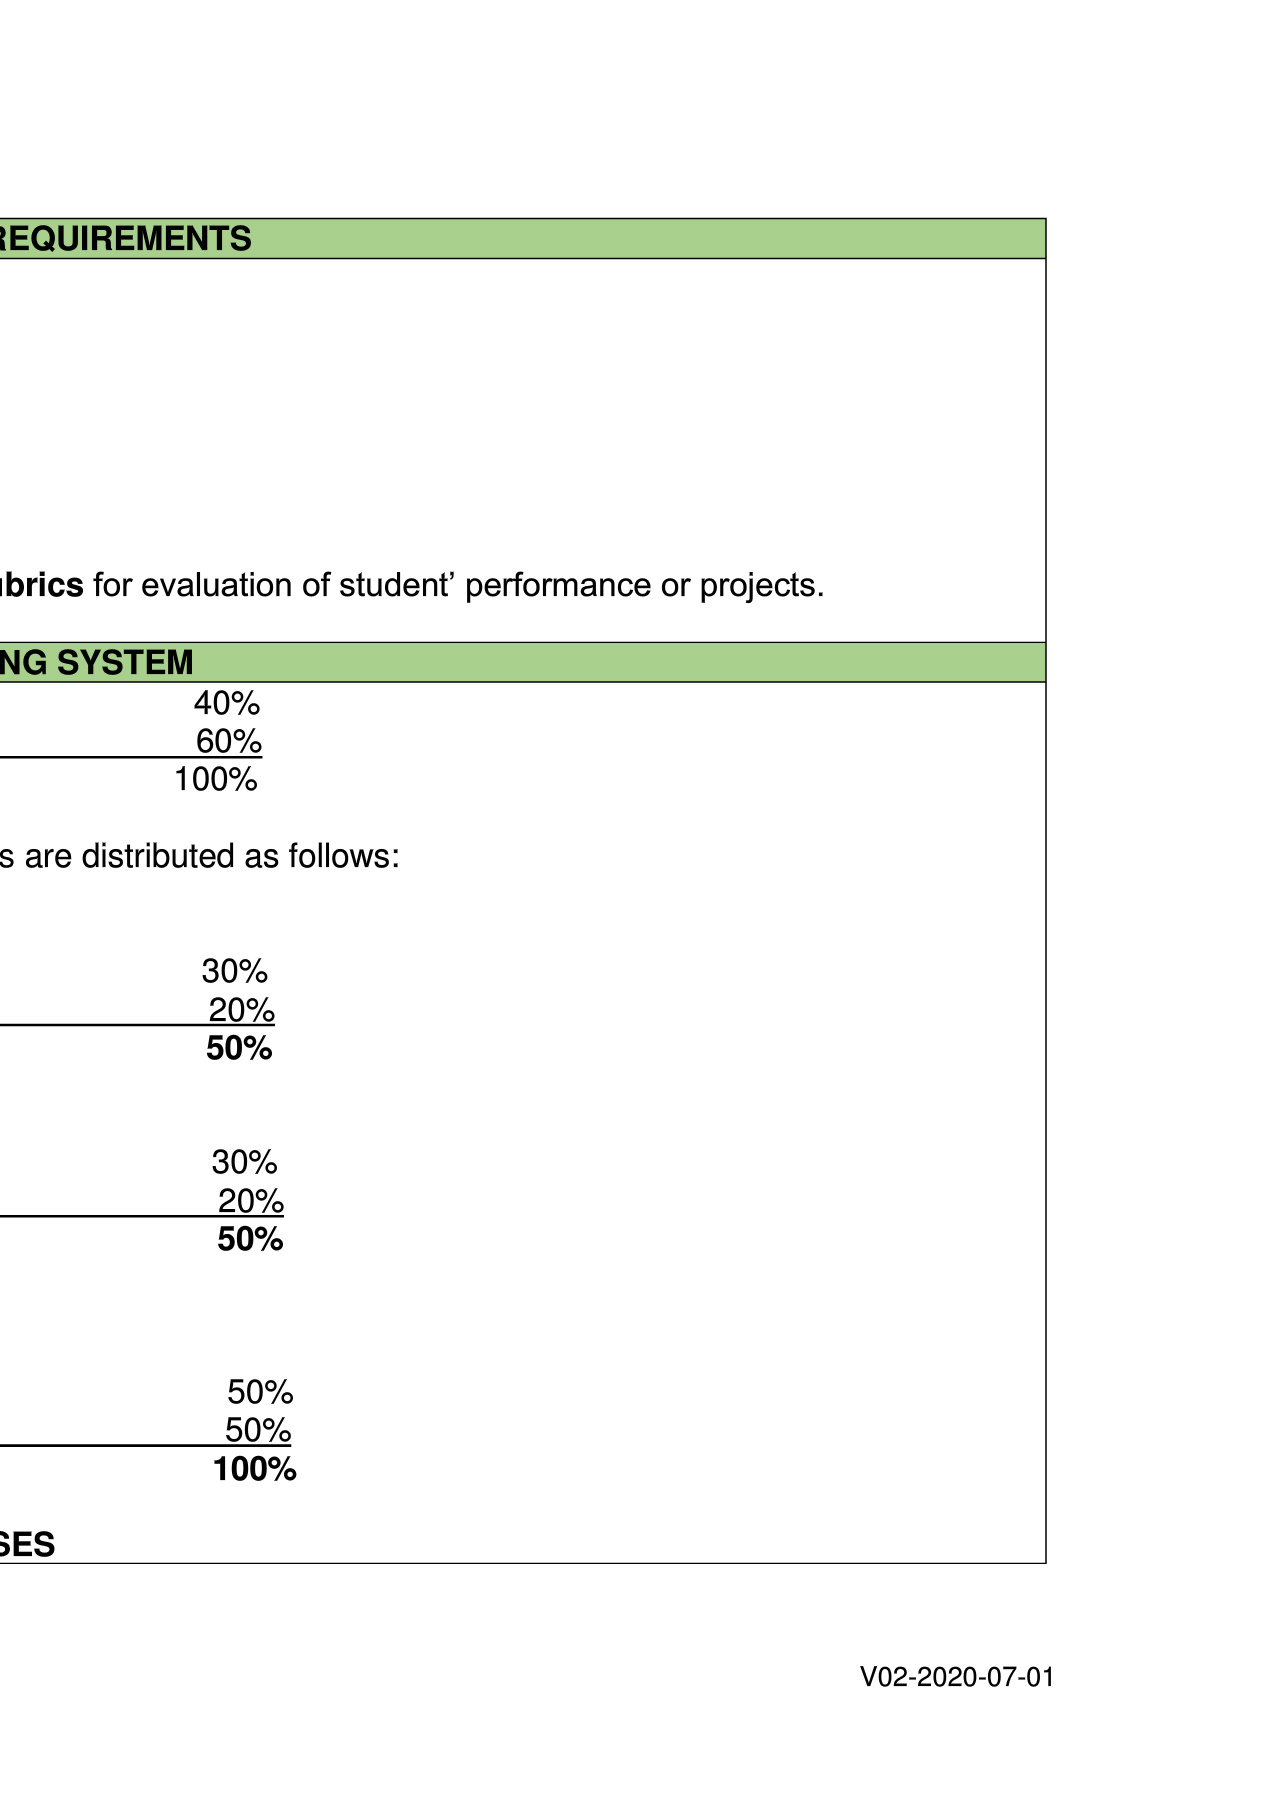 REQUIREMENTS
ubrics for evaluation of student’ performance or projects.
NG SYSTEM
40%
60%
100%
s are distributed as follows:
30%
20%
50%
30%
20%
50%
50%
50%
100%
SES
V02-2020-07-01